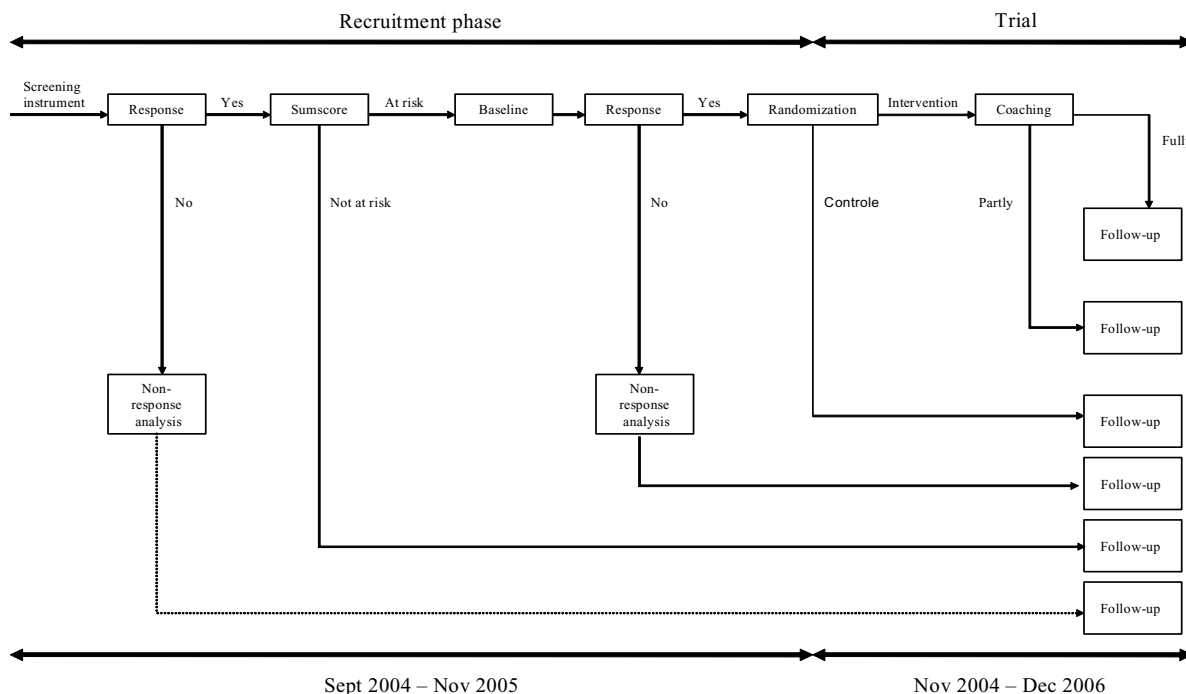 Recruitment phase
Trial
Screening
instrument
Response
Yes
Sumscore
At risk
Baseline
Response
Yes
Randomization
Intervention
Coaching
Fully
No
Not at risk
No
Controle
Partly
Follow-up
Follow-up
Non-
response
analysis
Non-
response
analysis
Follow-up
Follow-up
Follow-up
Follow-up
Sept 2004 – Nov 2005
Nov 2004 – Dec 2006